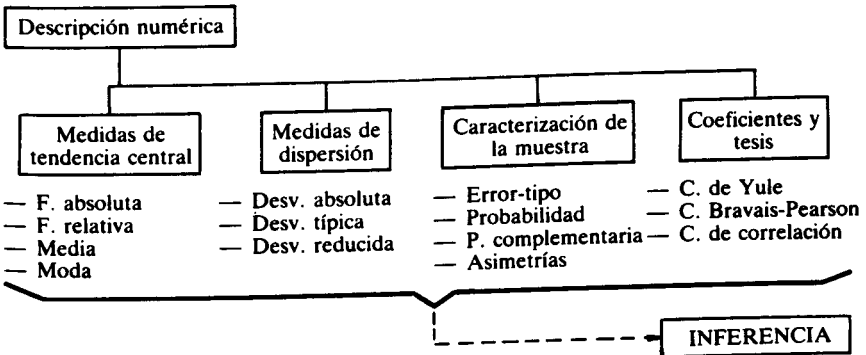 Descripción numérica
Medidas de
tendencia central
— F. absoluta
— F. relativa
— Media
— Moda
Medidas de
dispersión
— Desv. absoluta
— Desv. típica
— Desv. reducida
Caracterización de
la muestra
— Error-tipo
— Probabilidad
— P. complementaria
— Asimetrías
Coeficientes y
tesis
— C. de Yule
— C. Bravais-Pearson
— C. de correlación
INFERENCIA